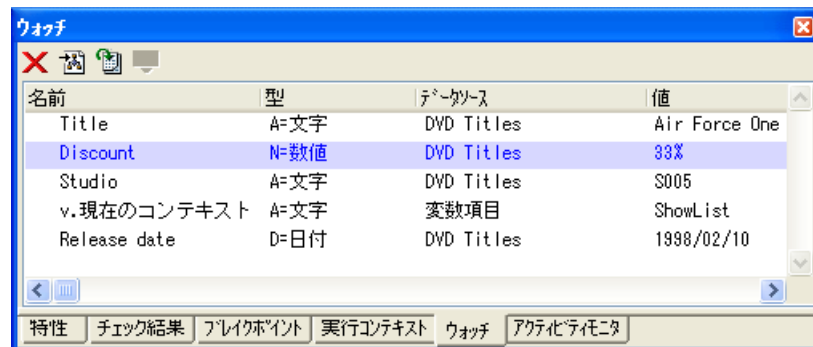 ウォッチ
名前 型 データソース 値
Title A=文字 DVD Titles Air Force One
Discount N=数値 DVD Titles 33%
Studio A=文字 DVD Titles S005
v.現在のコンテキスト A=文字 変数項目 ShowList
Release date D=日付 DVD Titles 1998/02/10
特性 チェック結果 ブレイクポイント 実行コンテキスト ウォッチ アクティビティモニタ